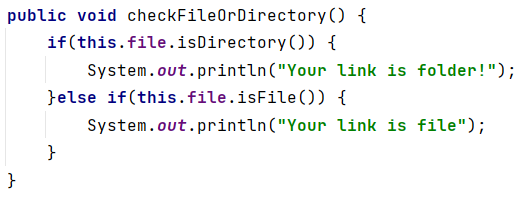 public void checkFileOrDirectory() {
    if(this.file.isDirectory()) {
        System.out.println("Your link is folder!");
    }else if(this.file.isFile()) {
        System.out.println("Your link is file");
    }
}